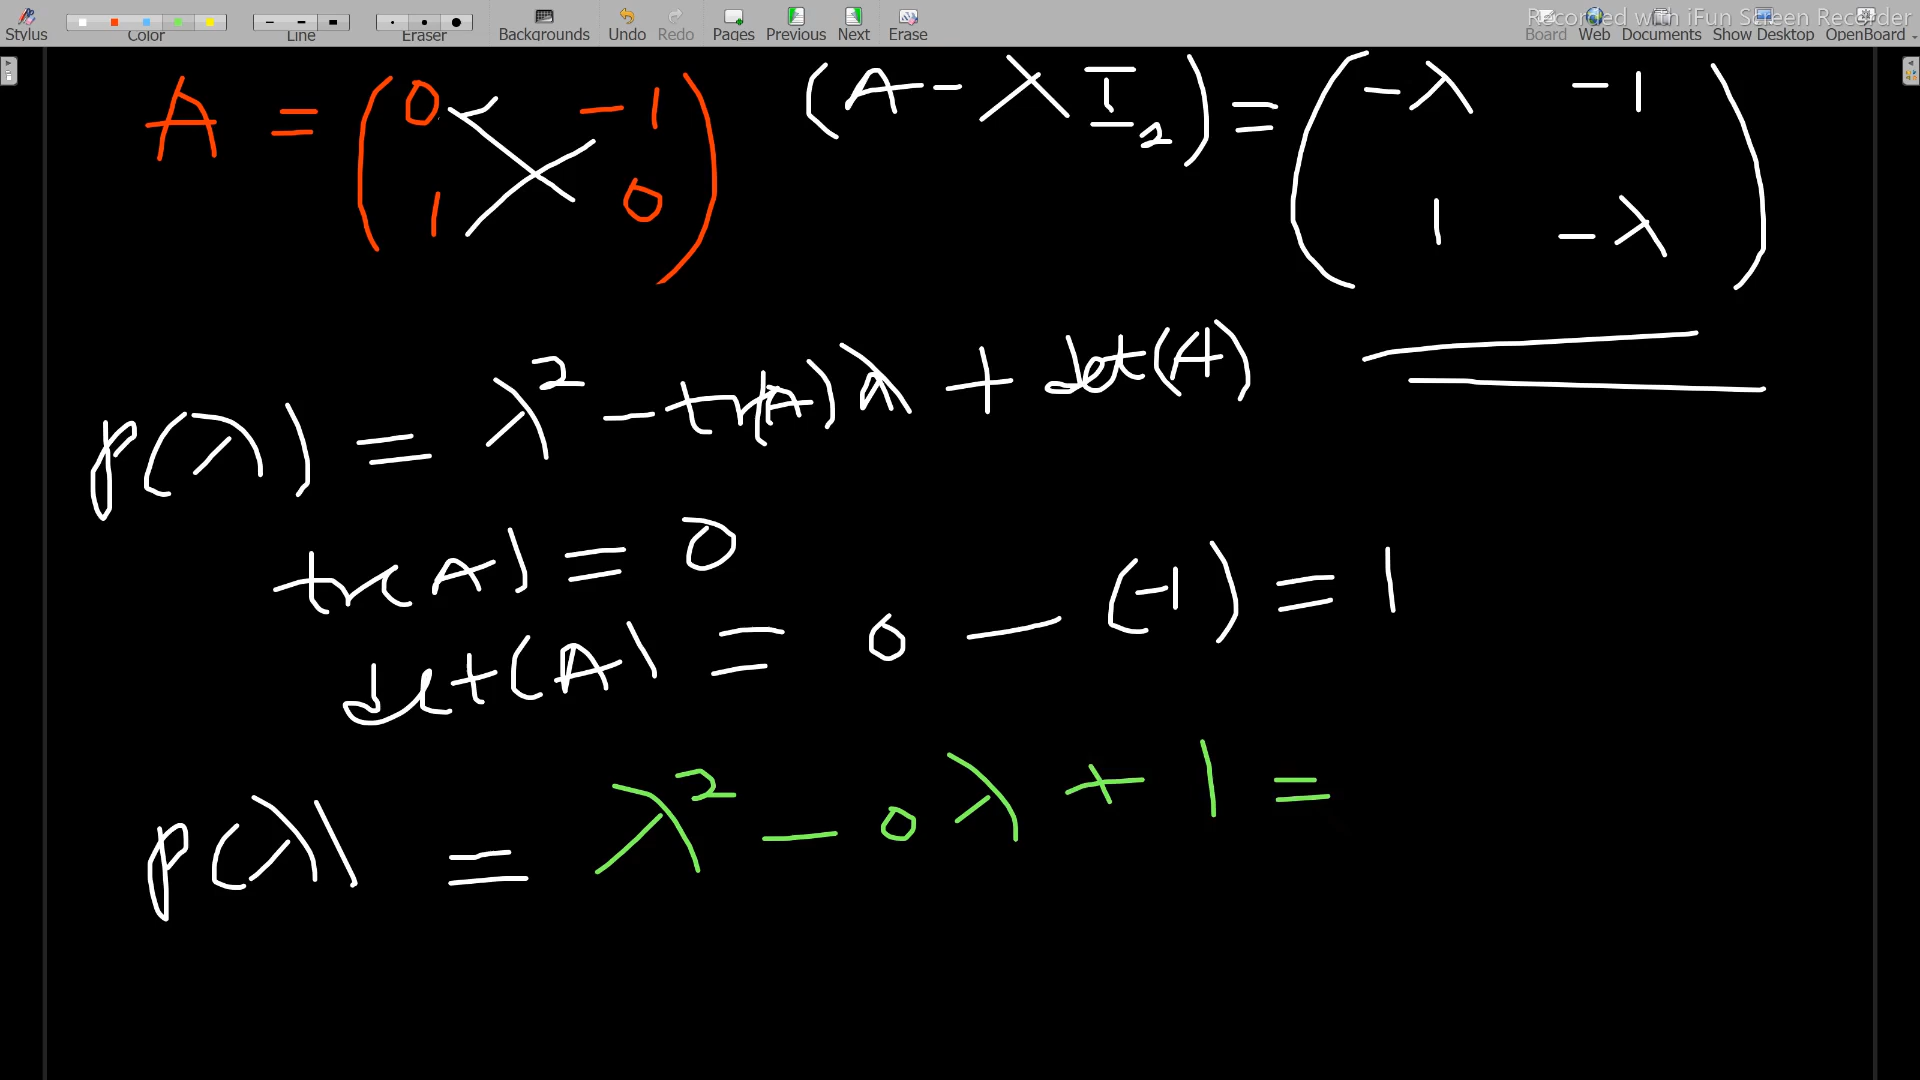 Recorded with iFun Screen Recorder
Stylus Color Line Eraser Backgrounds Undo Redo Pages Previous Next Erase Board Web Documents Show Desktop OpenBoard
A = ( 0 -1 ; 1 0 ) (A - λ I₂) = ( -λ -1 ; 1 -λ )
p(λ) = λ² - tr(A)λ + det(A)
tr(A) = 0
det(A) = 0 - (-1) = 1
p(λ) = λ² - 0λ + 1 =